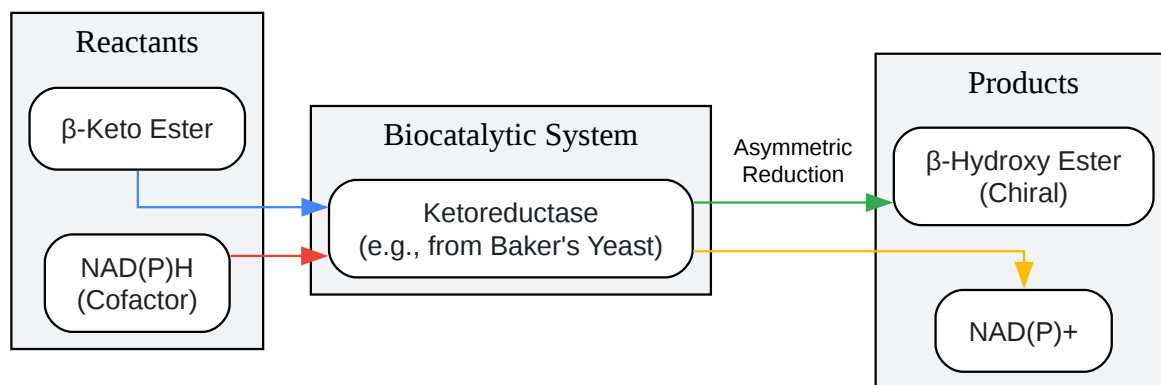 Reactants
β-Keto Ester
NAD(P)H
(Cofactor)
Biocatalytic System
Ketoreductase
(e.g., from Baker's Yeast)
Asymmetric
Reduction
Products
β-Hydroxy Ester
(Chiral)
NAD(P)+